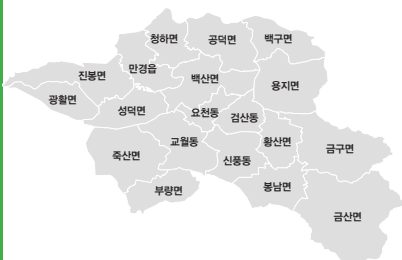 청하면
공덕면
백구면
만경읍
진봉면
백산면
용지면
광활면
성덕면
요천동
검산동
교월동
황산면
금구면
죽산면
신풍동
부량면
봉남면
금산면